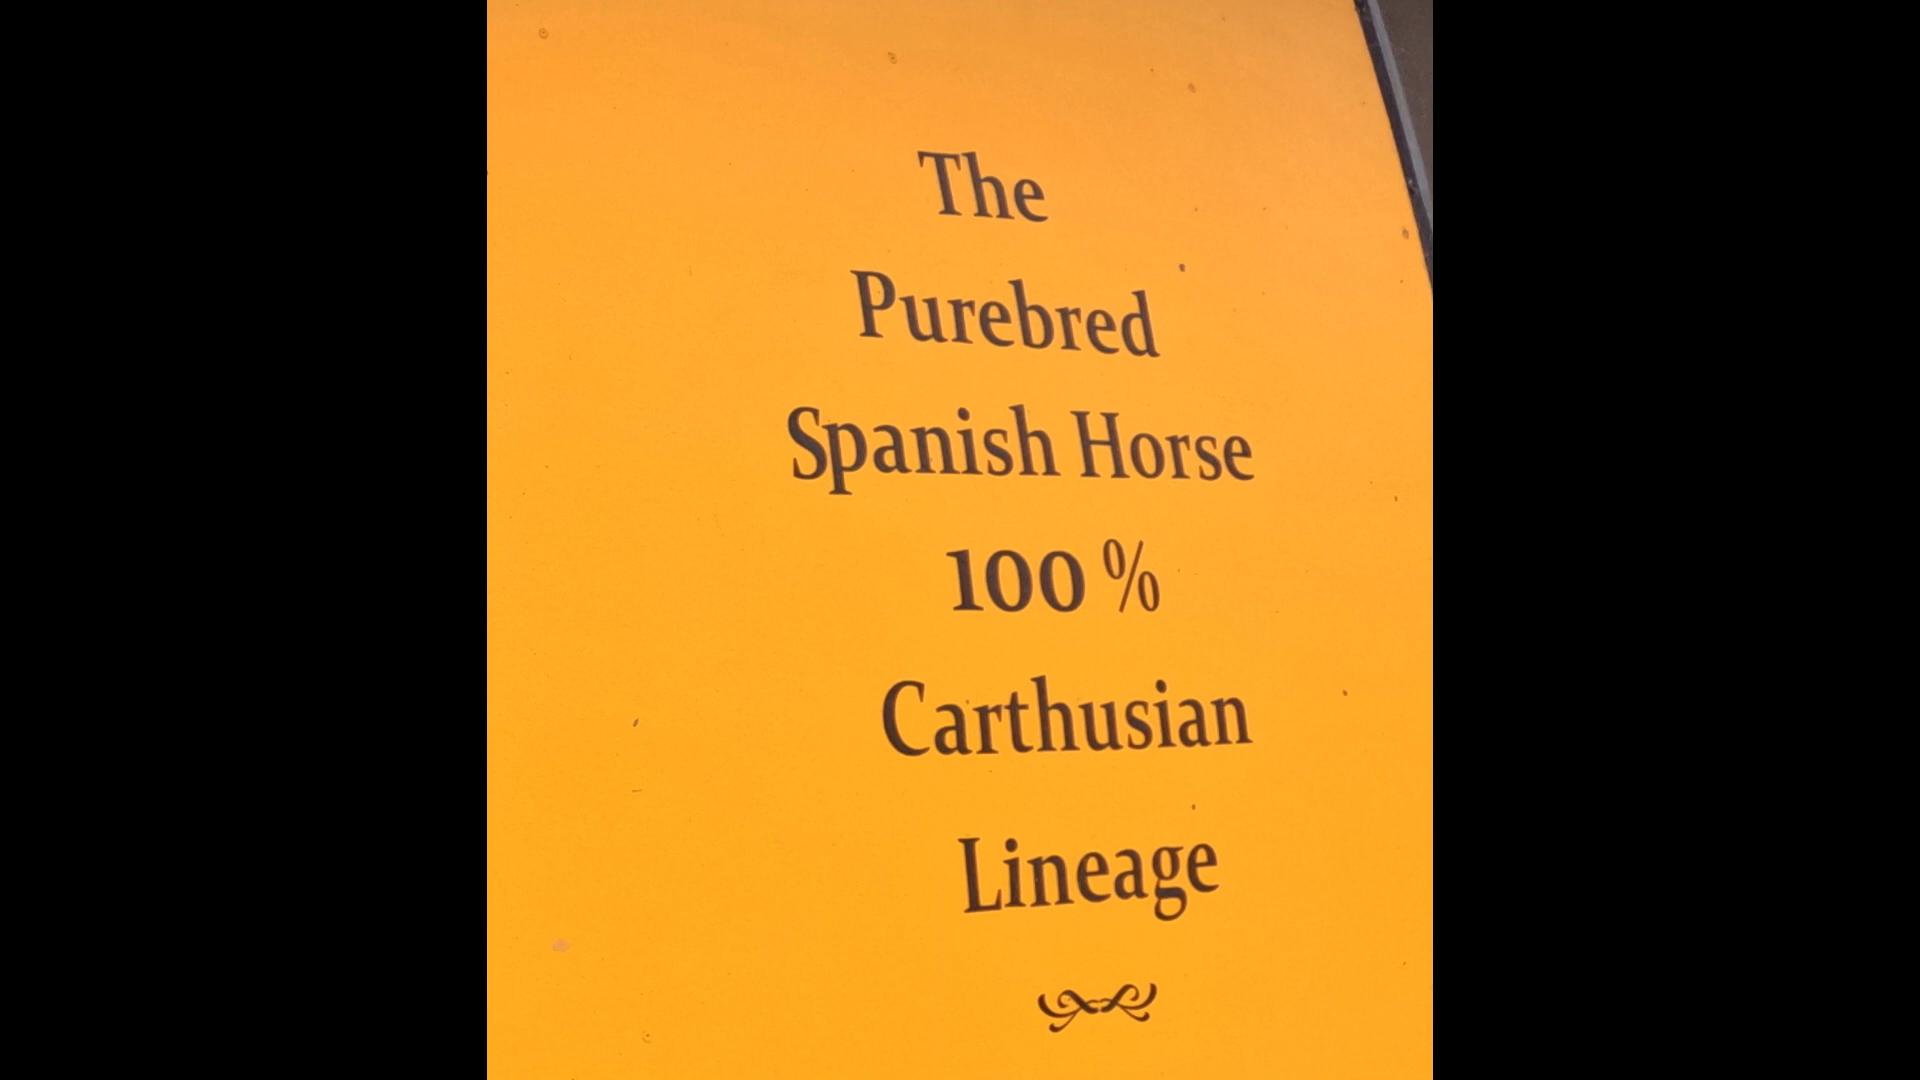 The
Purebred
Spanish Horse
100 %
Carthusian
Lineage